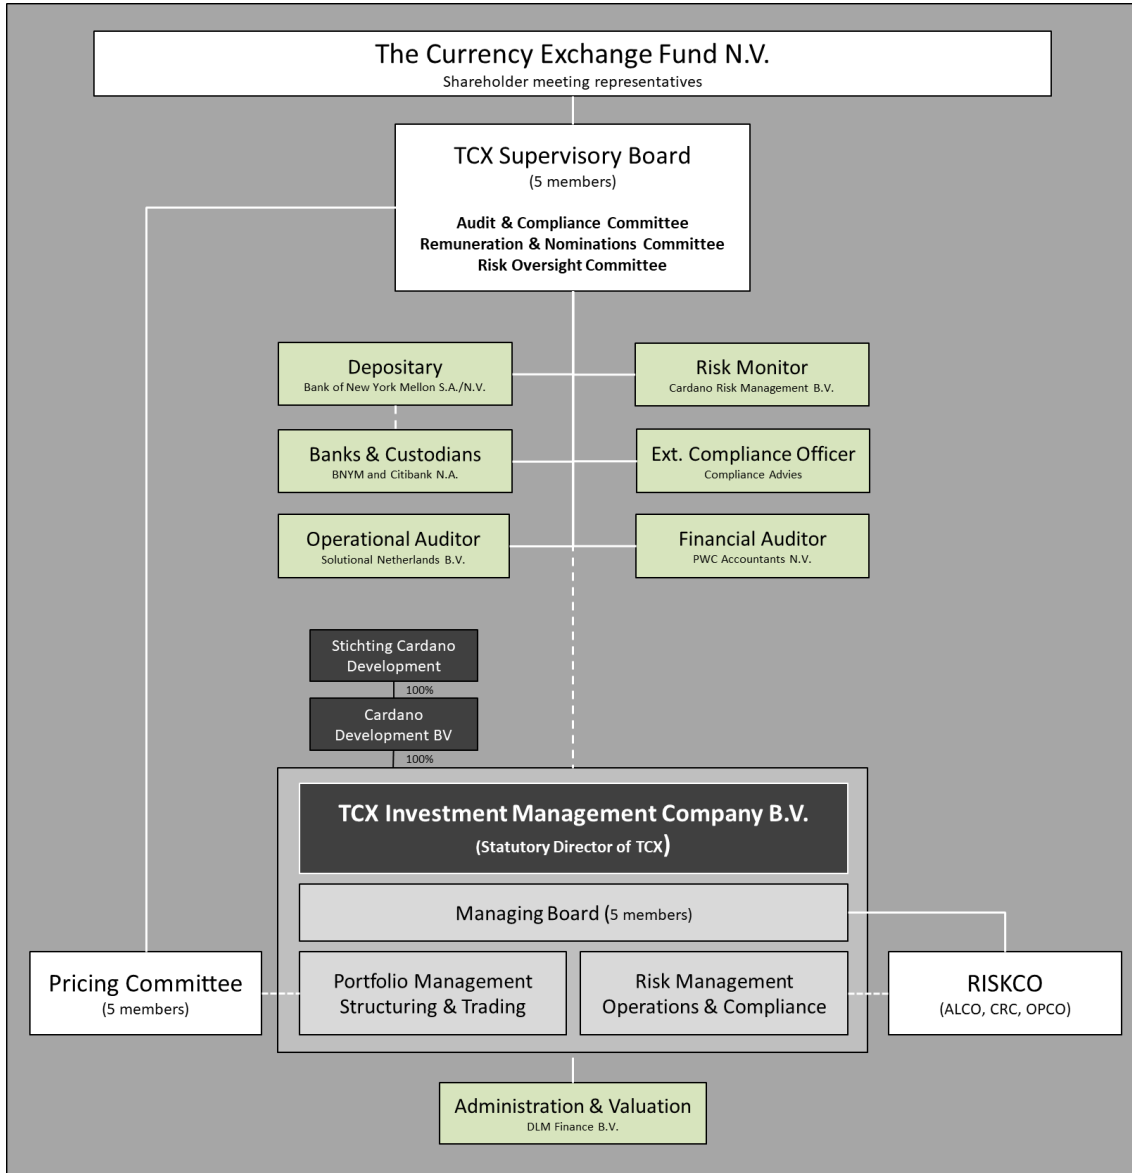 The Currency Exchange Fund N.V.
Shareholder meeting representatives
TCX Supervisory Board
(5 members)
Audit & Compliance Committee
Remuneration & Nominations Committee
Risk Oversight Committee
Depositary
Bank of New York Mellon S.A./N.V.
Risk Monitor
Cardano Risk Management B.V.
Banks & Custodians
BNYM and Citibank N.A.
Ext. Compliance Officer
Compliance Advies
Operational Auditor
Solutional Netherlands B.V.
Financial Auditor
PWC Accountants N.V.
Stichting Cardano
Development
100%
Cardano
Development BV
100%
TCX Investment Management Company B.V.
(Statutory Director of TCX)
Managing Board (5 members)
Pricing Committee
(5 members)
Portfolio Management
Structuring & Trading
Risk Management
Operations & Compliance
RISKCO
(ALCO, CRC, OPCO)
Administration & Valuation
DLM Finance B.V.